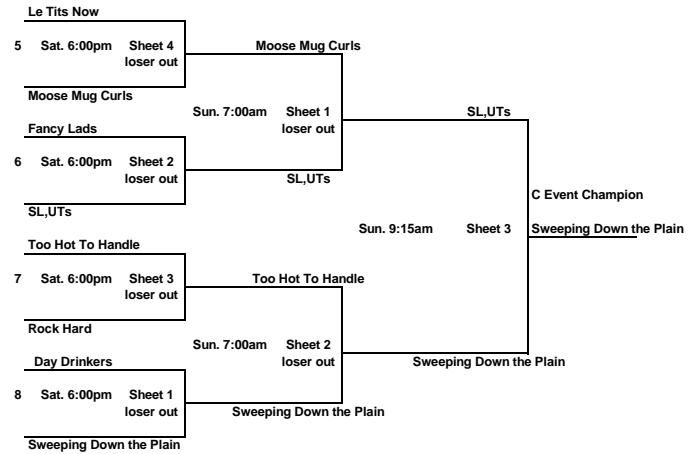 Le Tits Now
5 Sat. 6:00pm Sheet 4 Moose Mug Curls
loser out
Moose Mug Curls
Sun. 7:00am Sheet 1 SL,UTs
Fancy Lads loser out
6 Sat. 6:00pm Sheet 2
loser out SL,UTs
C Event Champion
SL,UTs
Sun. 9:15am Sheet 3 Sweeping Down the Plain
Too Hot To Handle
7 Sat. 6:00pm Sheet 3 Too Hot To Handle
loser out
Rock Hard
Sun. 7:00am Sheet 2
Day Drinkers loser out Sweeping Down the Plain
8 Sat. 6:00pm Sheet 1
loser out Sweeping Down the Plain
Sweeping Down the Plain